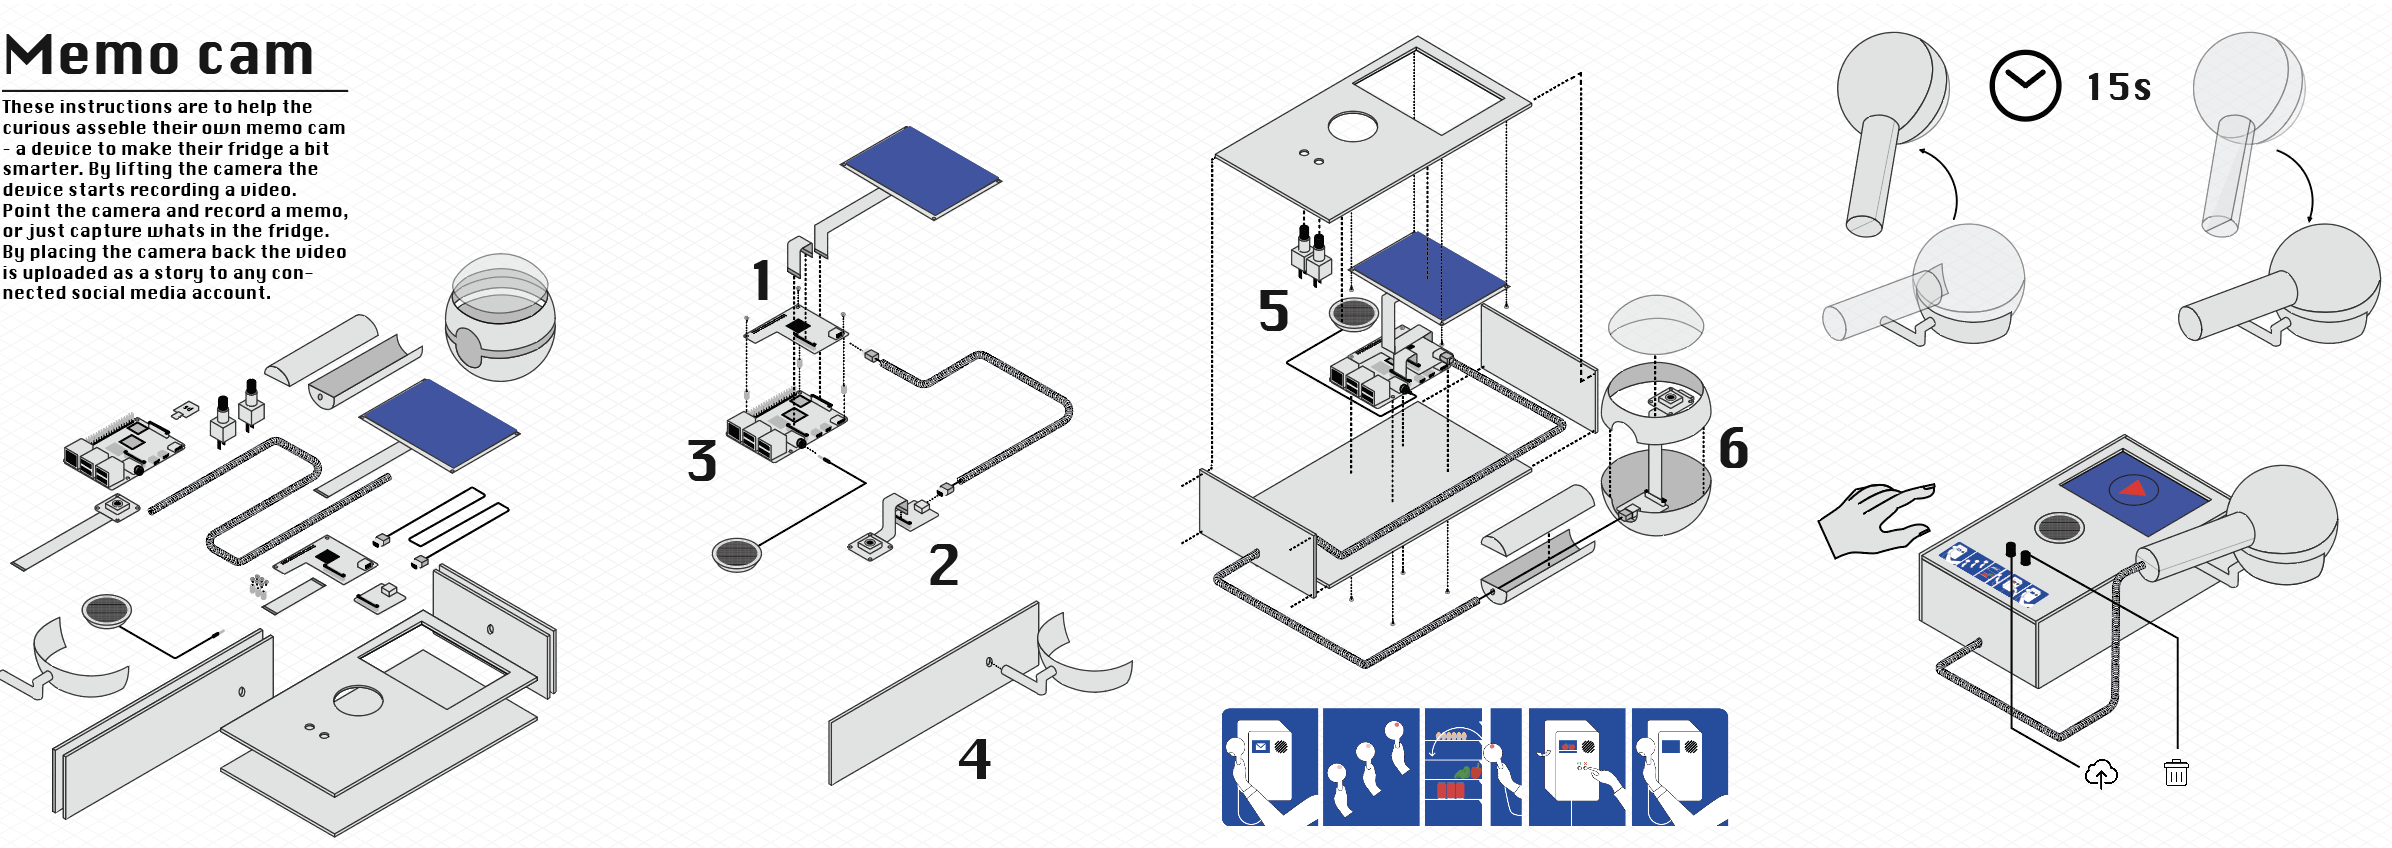 Memo cam
These instructions are to help the
curious asseble their own memo cam
- a device to make their fridge a bit
smarter. By lifting the camera the
device starts recording a video.
Point the camera and record a memo,
or just capture whats in the fridge.
By placing the camera back the video
is uploaded as a story to any con-
nected social media account.
1
2
3
4
5
6
15s